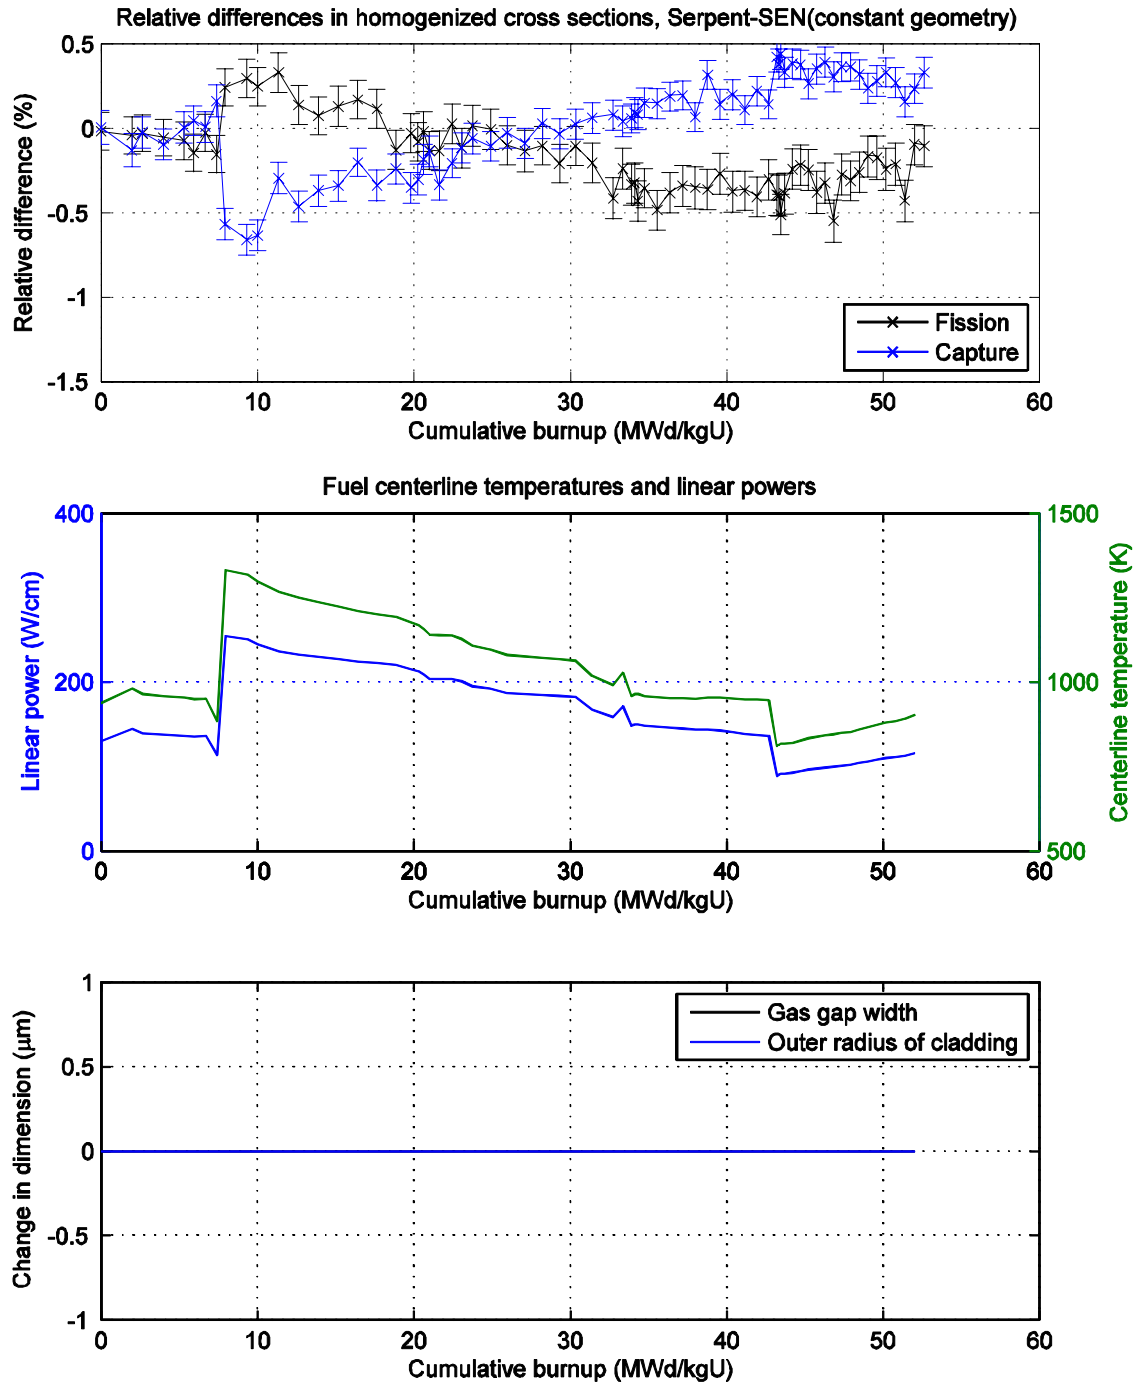 Relative differences in homogenized cross sections, Serpent-SEN(constant geometry)
Relative difference (%)
0.5
0
-0.5
-1
-1.5
Fission
Capture
0 10 20 30 40 50 60
Cumulative burnup (MWd/kgU)
Fuel centerline temperatures and linear powers
Linear power (W/cm)
400
200
0
Centerline temperature (K)
1500
1000
500
0 10 20 30 40 50 60
Cumulative burnup (MWd/kgU)
Change in dimension (μm)
1
0.5
0
-0.5
-1
Gas gap width
Outer radius of cladding
0 10 20 30 40 50 60
Cumulative burnup (MWd/kgU)